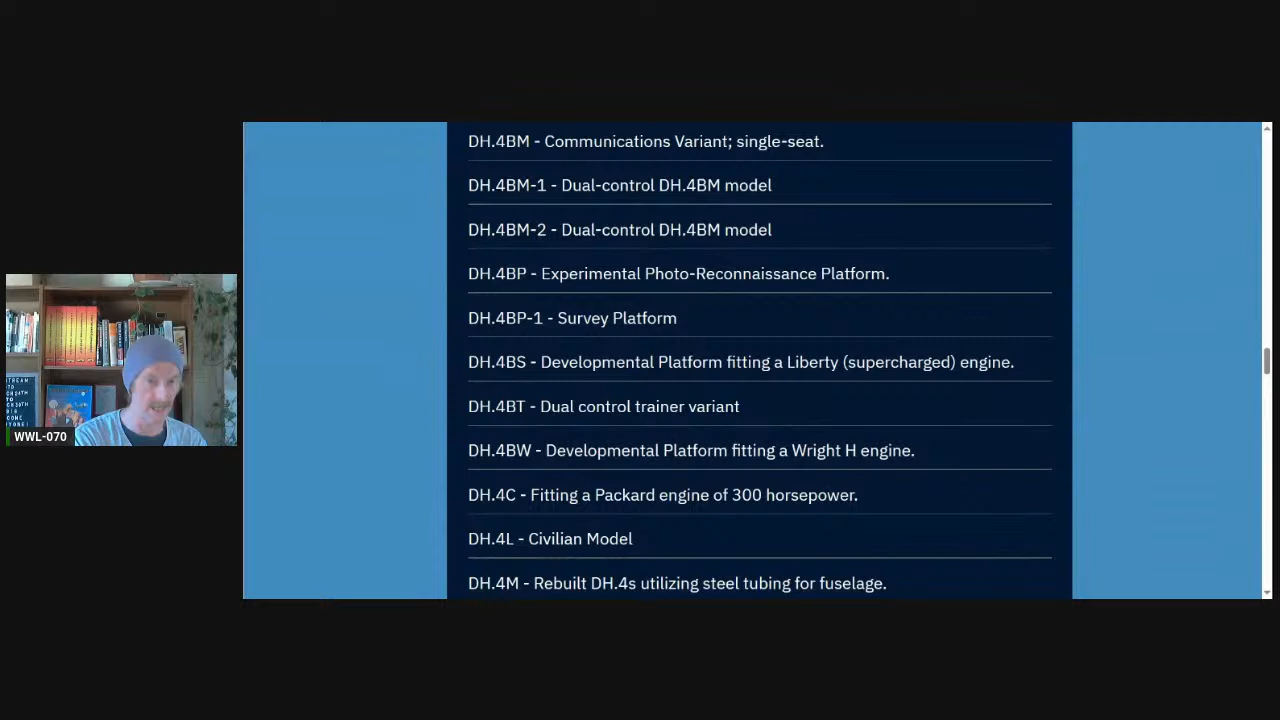 DH.4BM - Communications Variant; single-seat.
DH.4BM-1 - Dual-control DH.4BM model
DH.4BM-2 - Dual-control DH.4BM model
DH.4BP - Experimental Photo-Reconnaissance Platform.
DH.4BP-1 - Survey Platform
DH.4BS - Developmental Platform fitting a Liberty (supercharged) engine.
DH.4BT - Dual control trainer variant
DH.4BW - Developmental Platform fitting a Wright H engine.
DH.4C - Fitting a Packard engine of 300 horsepower.
DH.4L - Civilian Model
DH.4M - Rebuilt DH.4s utilizing steel tubing for fuselage.
WWL-070